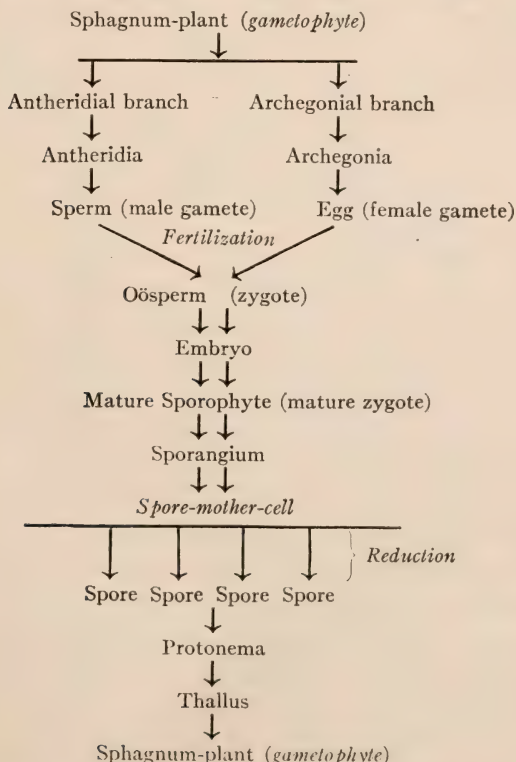 Sphagnum-plant (gametophyte)
Antheridial branch Archegonial branch
Antheridia Archegonia
Sperm (male gamete) Egg (female gamete)
Fertilization
Oösperm (zygote)
Embryo
Mature Sporophyte (mature zygote)
Sporangium
Spore-mother-cell
Reduction
Spore Spore Spore Spore
Protonema
Thallus
Sphagnum-plant (gametophyte)